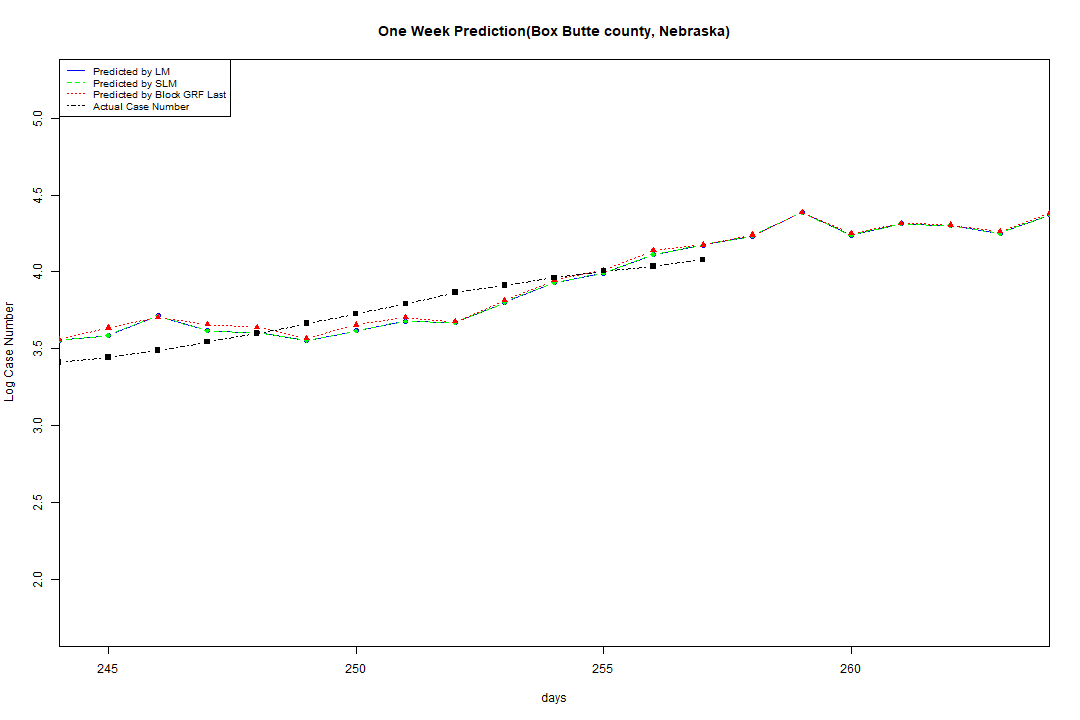 One Week Prediction(Box Butte county, Nebraska)
Predicted by LM
Predicted by SLM
Predicted by Block GRF Last
Actual Case Number
5.0
4.5
4.0
3.5
3.0
2.5
2.0
Log Case Number
245 250 255 260
days